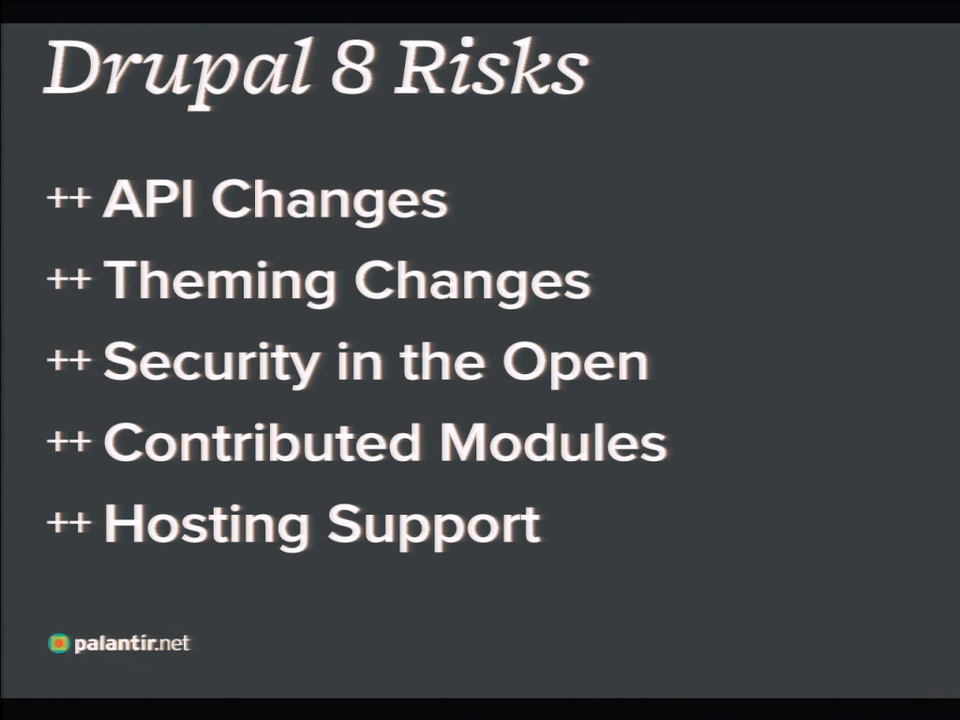 Drupal 8 Risks
++ API Changes
++ Theming Changes
++ Security in the Open
++ Contributed Modules
++ Hosting Support
palantir.net